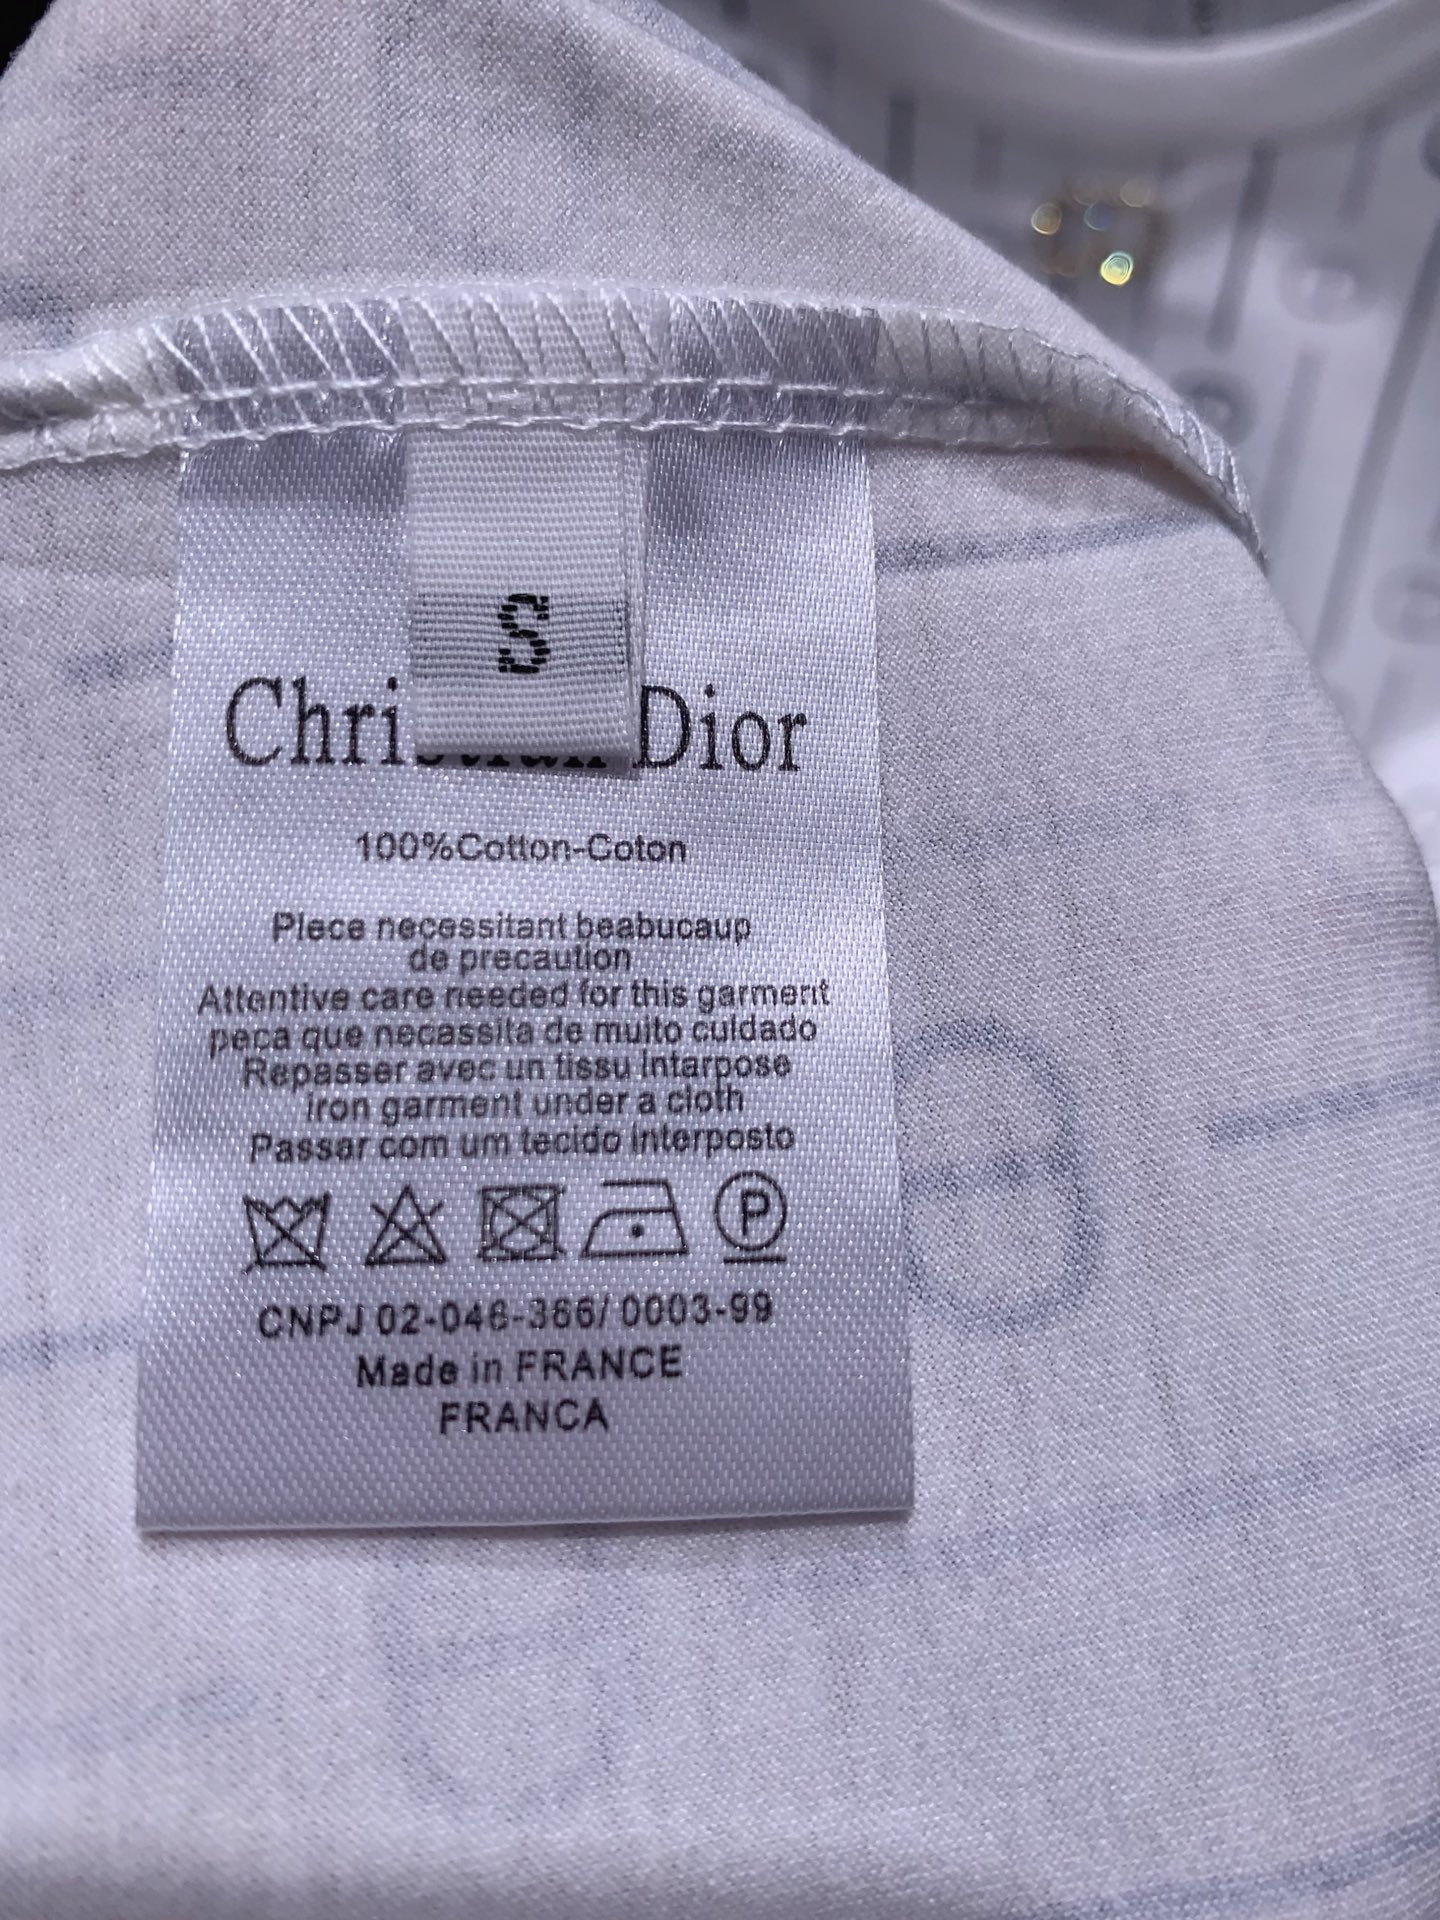 S
Christian Dior
100%Cotton-Coton
Plece necessitant beabucaup
de precaution
Attentive care needed for this garment
peca que necassita de muito culdado
Repasser avec un tissu Intarpose
iron garment under a cloth
Passar com um tecido Interposto
P
CNPJ 02-046-366/ 0003-99
Made in FRANCE
FRANCA